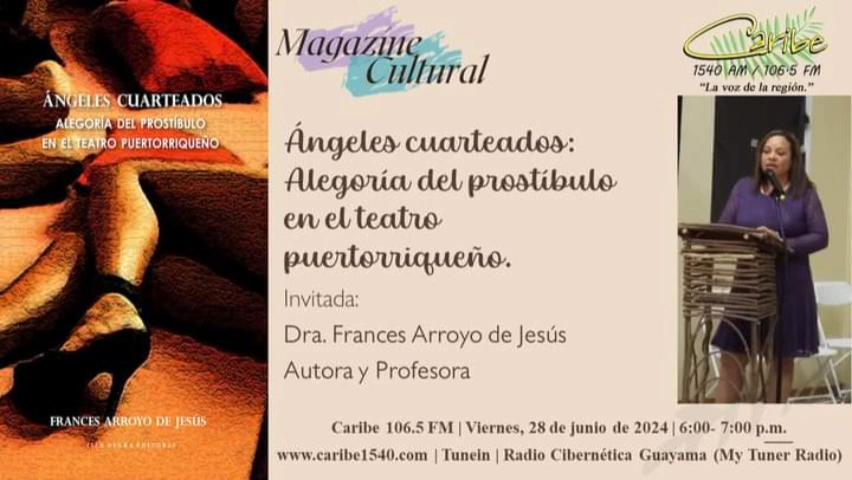 ÁNGELES CUARTEADOS
ALEGORÍA DEL PROSTÍBULO
EN EL TEATRO PUERTORRIQUEÑO
FRANCES ARROYO DE JESÚS
ISLA NEGRA EDITORES
Magazine
Cultural
Ángeles cuarteados:
Alegoría del prostíbulo
en el teatro
puertorriqueño.
Invitada:
Dra. Frances Arroyo de Jesús
Autora y Profesora
Caribe
1540 AM / 106.5 FM
“La voz de la región.”
Caribe 106.5 FM | Viernes, 28 de junio de 2024 | 6:00- 7:00 p.m.
www.caribe1540.com | Tunein | Radio Cibernética Guayama (My Tuner Radio)